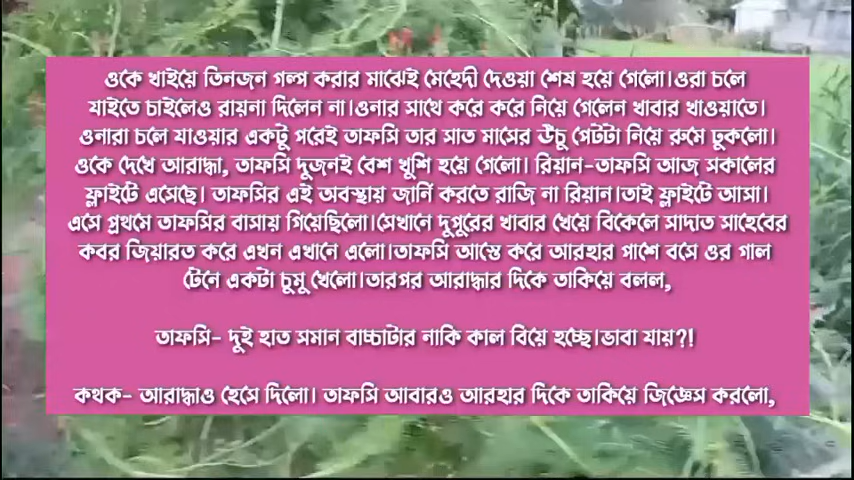 ওকে খাইয়ে তিনজন গল্প করার মাঝেই মেহেদী দেওয়া শেষ হয়ে গেলো।ওরা চলে
যাইতে চাইলেও রায়না দিলেন না।ওনার সাথে করে করে নিয়ে গেলেন খাবার খাওয়াতে।
ওনারা চলে যাওয়ার একটূ পরেই তাফসি তার সাত মাসের উঁচু পেটটা নিয়ে রুমে ঢুকলো।
ওকে দেখে আরাদ্ধা, তাফসি দুজনই বেশ খুশি হয়ে গেলো। রিয়ান-তাফসি আজ সকালের
ফ্লাইটে এসেছে। তাফসির এই অবস্থায় জার্নি করতে রাজি না রিয়ান।তাই ফ্লাইটে আসা।
এসে প্রথমে তাফসির বাসায় গিয়েছিলো।সেখানে দুপুরের খাবার খেয়ে বিকেলে সাদাত সাহেবের
কবর জিয়ারত করে এখন এখানে এলো।তাফসি আস্তে করে আরহার পাশে বসে ওর গাল
টেনে একটা চুমু খেলো।তারপর আরাদ্ধার দিকে তাকিয়ে বলল,
তাফসি- দুই হাত সমান বাচ্চাটার নাকি কাল বিয়ে হচ্ছে।ভাবা যায়?!
কথক- আরাদ্ধাও হেসে দিলো। তাফসি আবারও আরহার দিকে তাকিয়ে জিজ্ঞেস করলো,